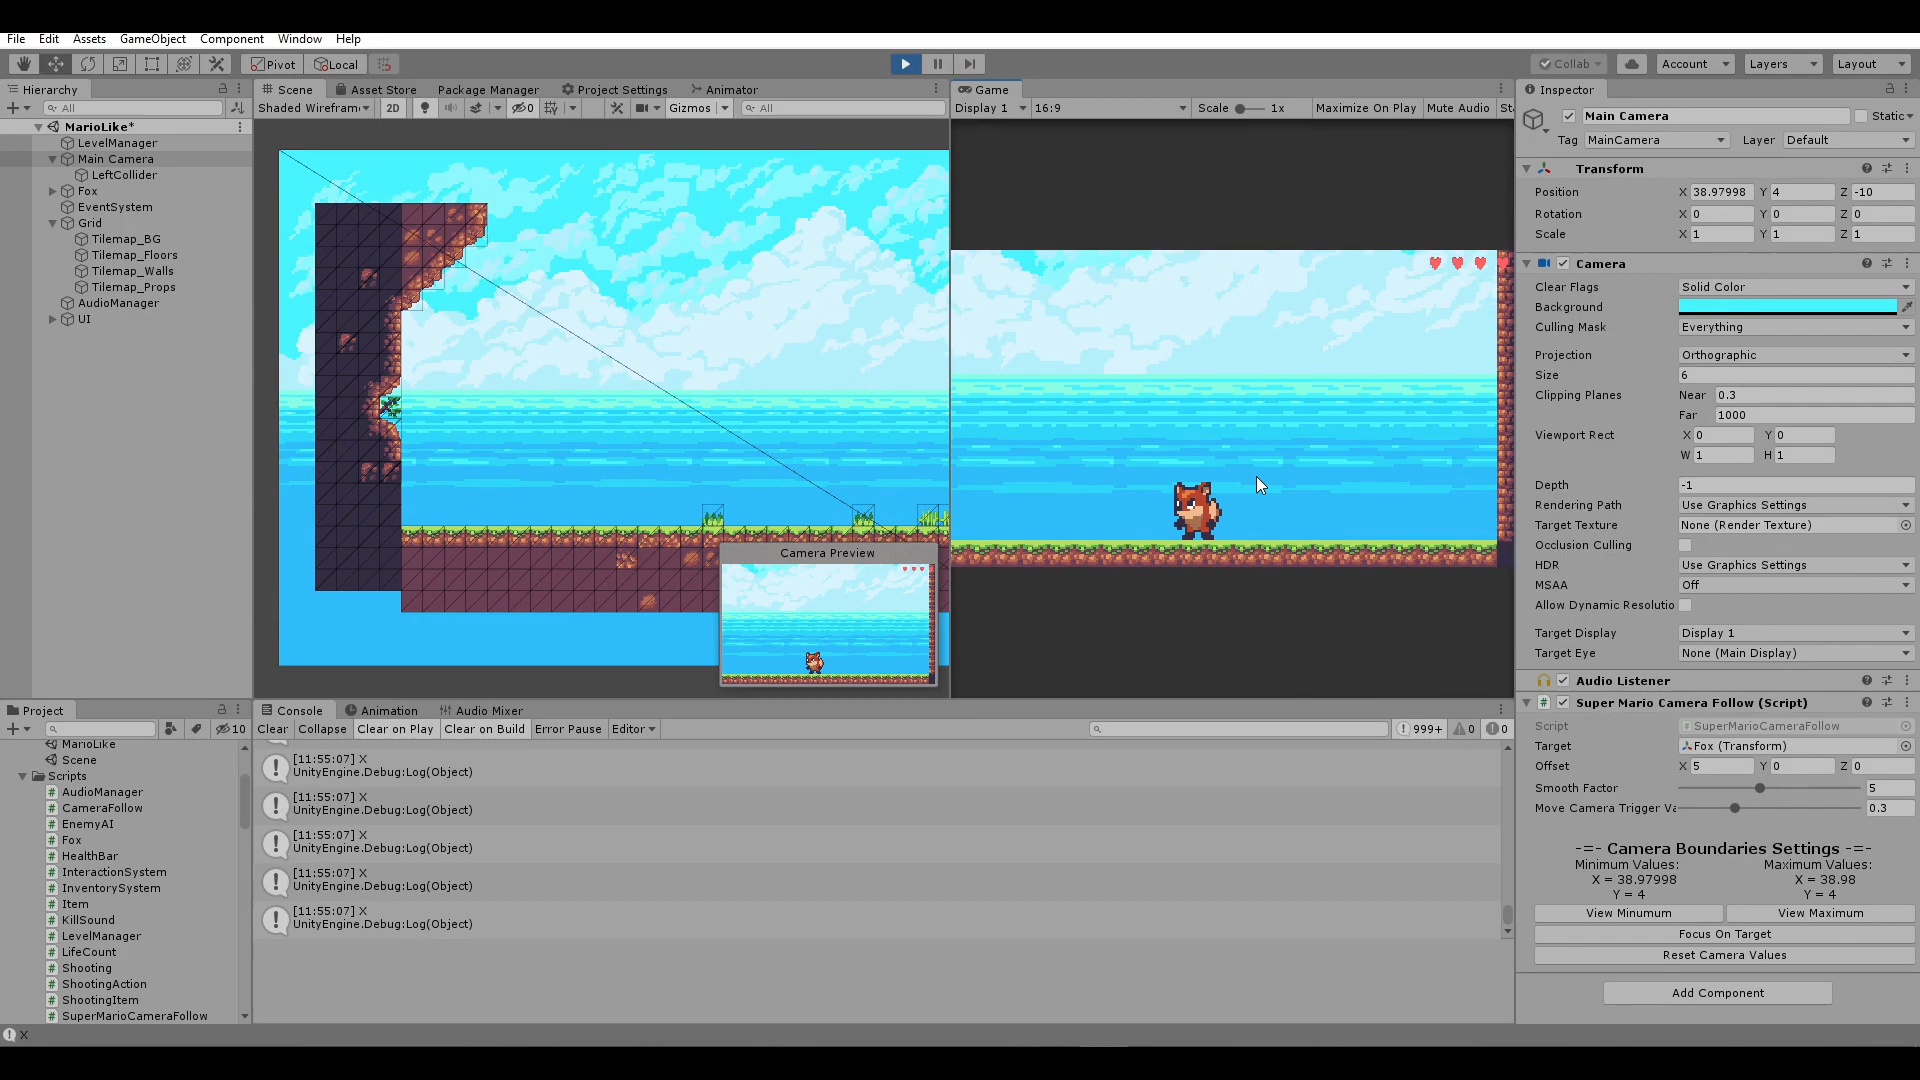 File Edit Assets GameObject Component Window Help
Pivot Local Collab Account Layers Layout
Hierarchy
All
MarioLike*
LevelManager
Main Camera
LeftCollider
Fox
EventSystem
Grid
Tilemap_BG
Tilemap_Floors
Tilemap_Walls
Tilemap_Props
AudioManager
UI
Scene Asset Store Package Manager Project Settings Animator
Shaded Wireframe 2D 0 Gizmos All
Camera Preview
Game
Display 1 16:9 Scale 1x Maximize On Play Mute Audio St
Inspector
Main Camera Static
Tag MainCamera Layer Default
Transform
Position X 38.97998 Y 4 Z -10
Rotation X 0 Y 0 Z 0
Scale X 1 Y 1 Z 1
Camera
Clear Flags Solid Color
Background
Culling Mask Everything
Projection Orthographic
Size 6
Clipping Planes Near 0.3
Far 1000
Viewport Rect X 0 Y 0
W 1 H 1
Depth -1
Rendering Path Use Graphics Settings
Target Texture None (Render Texture)
Occlusion Culling
HDR Use Graphics Settings
MSAA Off
Allow Dynamic Resolutio
Target Display Display 1
Target Eye None (Main Display)
Audio Listener
Super Mario Camera Follow (Script)
Script SuperMarioCameraFollow
Target Fox (Transform)
Offset X 5 Y 0 Z 0
Smooth Factor 5
Move Camera Trigger Va 0.3
-=- Camera Boundaries Settings -=-
Minimum Values: Maximum Values:
X = 38.97998 X = 38.98
Y = 4 Y = 4
View Minumum View Maximum
Focus On Target
Reset Camera Values
Add Component
Project
10
MarioLike
Scene
Scripts
AudioManager
CameraFollow
EnemyAI
Fox
HealthBar
InteractionSystem
InventorySystem
Item
KillSound
LevelManager
LifeCount
Shooting
ShootingAction
ShootingItem
SuperMarioCameraFollow
Console Animation Audio Mixer
Clear Collapse Clear on Play Clear on Build Error Pause Editor 999+ 0 0
[11:55:07] X
UnityEngine.Debug:Log(Object)
[11:55:07] X
UnityEngine.Debug:Log(Object)
[11:55:07] X
UnityEngine.Debug:Log(Object)
[11:55:07] X
UnityEngine.Debug:Log(Object)
[11:55:07] X
UnityEngine.Debug:Log(Object)
X